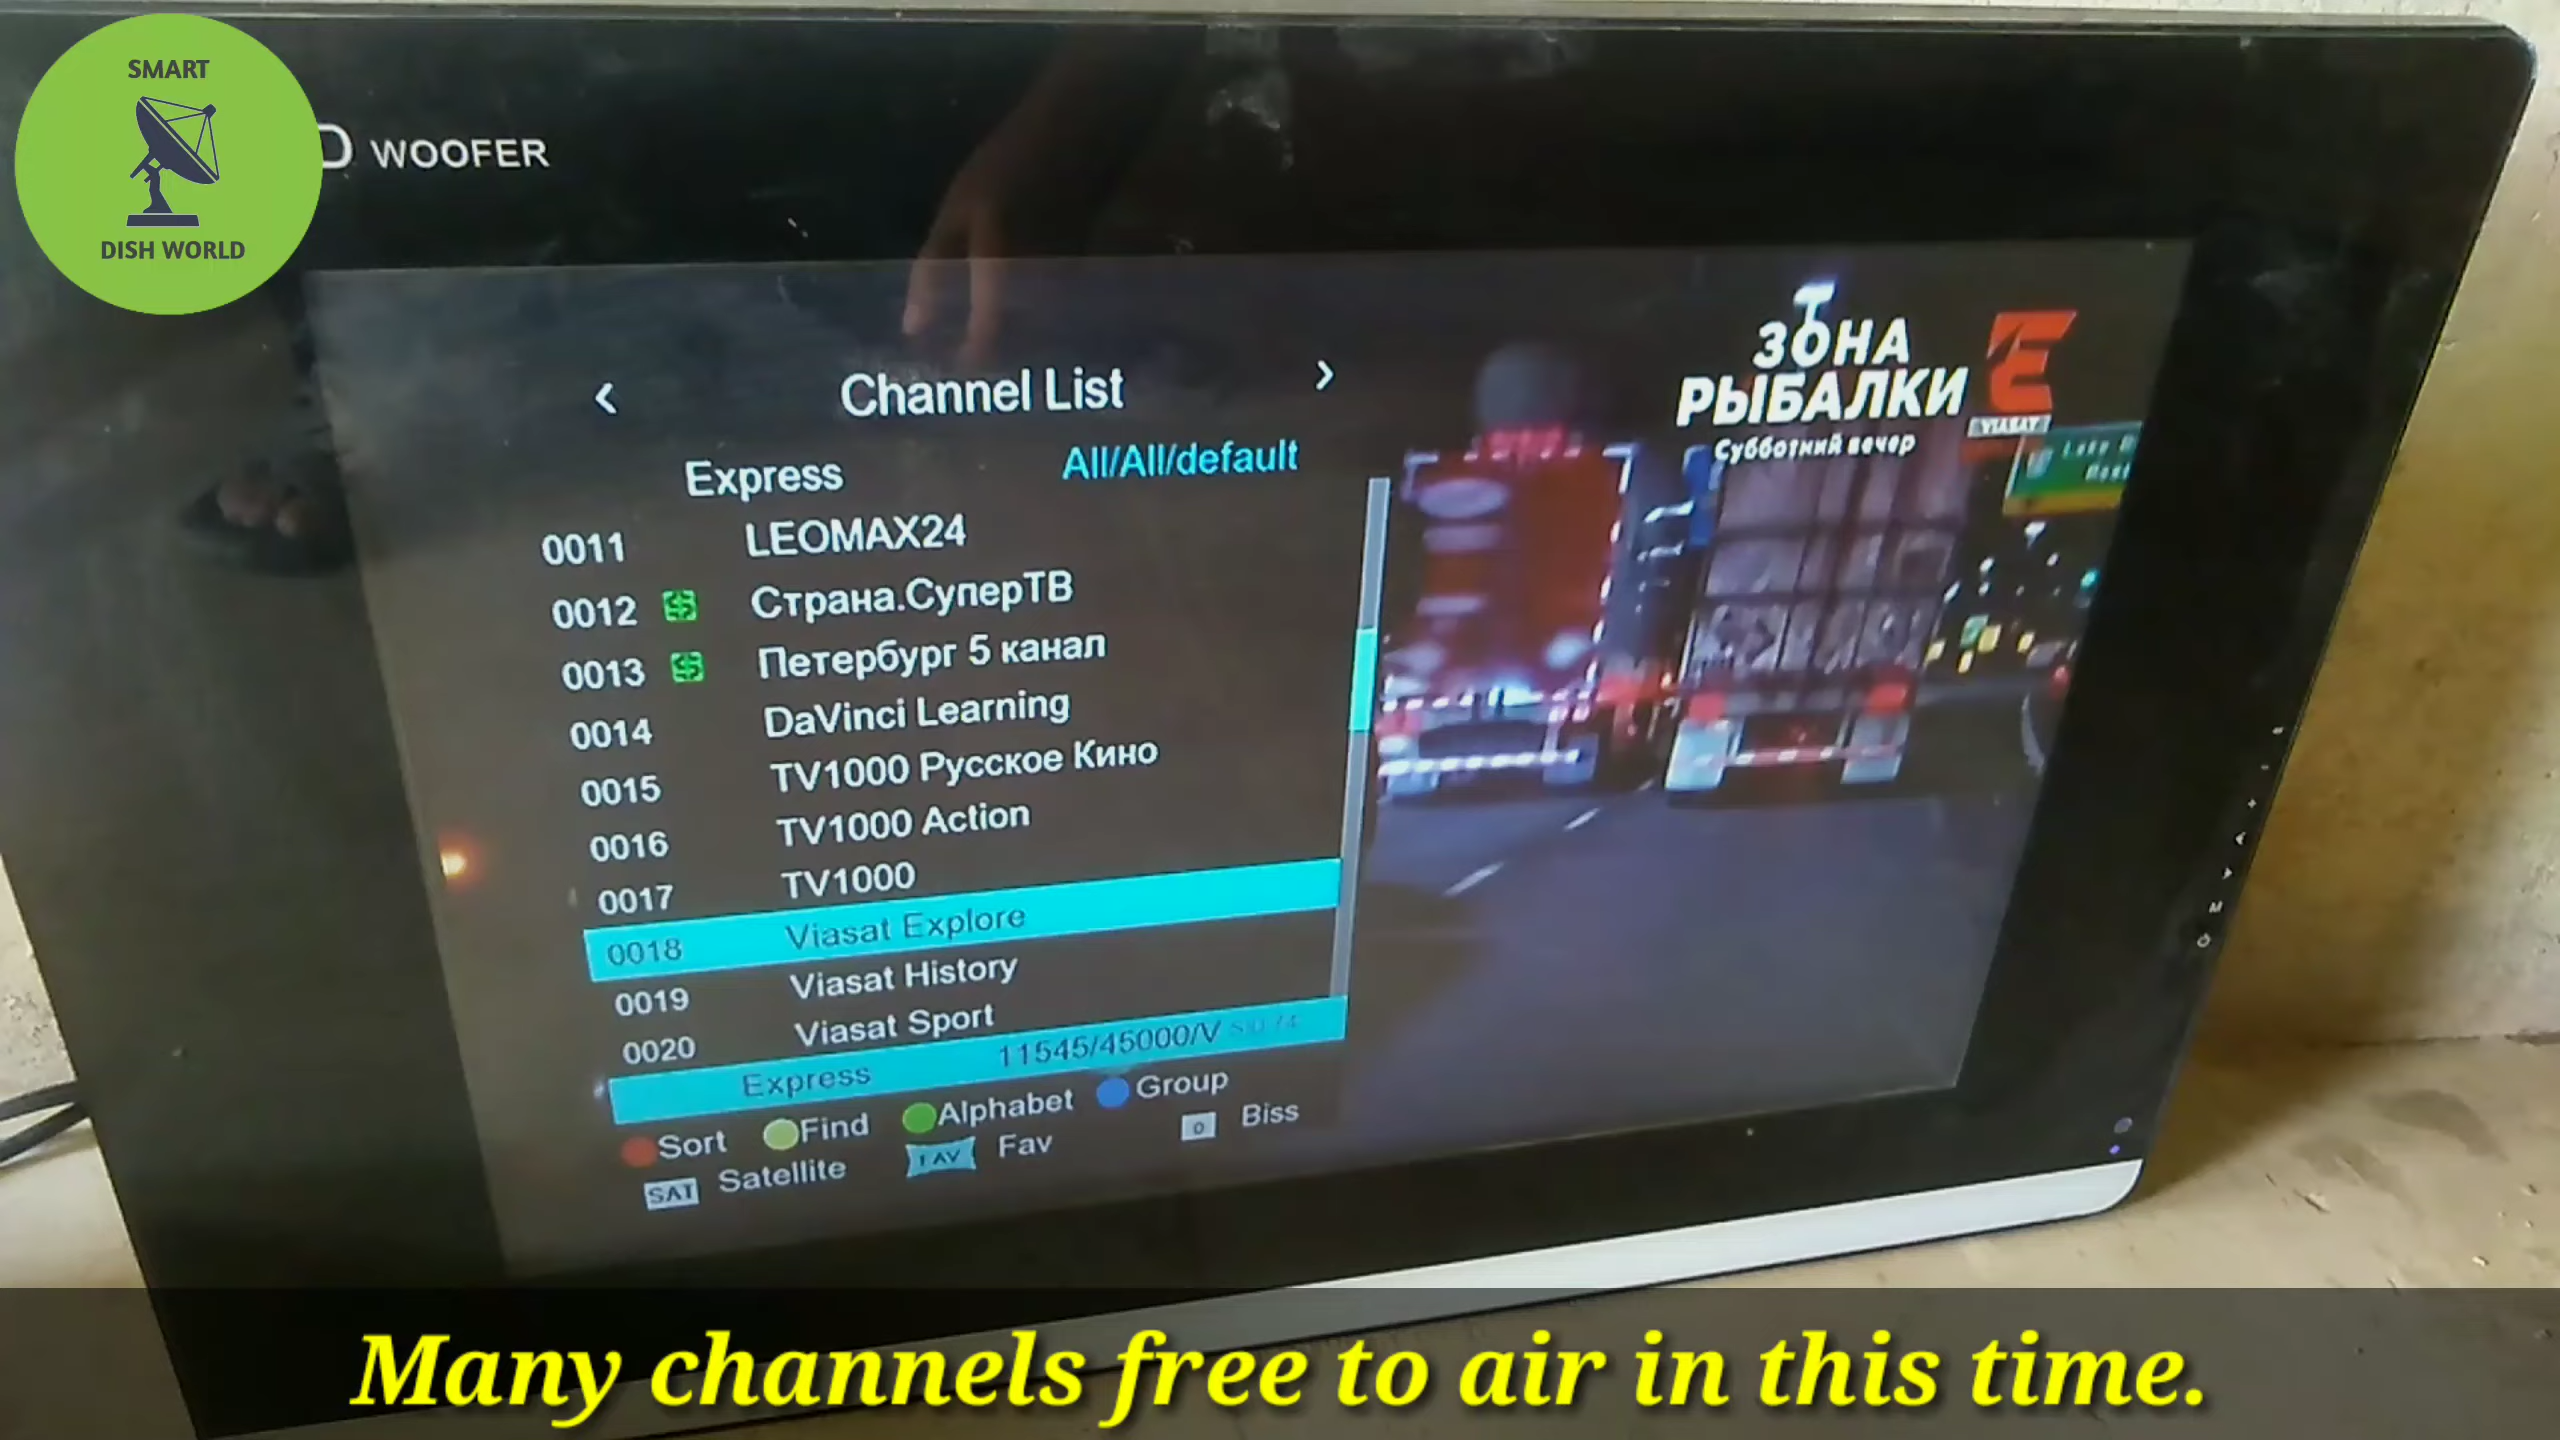 SMART
DISH WORLD
D WOOFER
Channel List
Express All/All/default
0011 LEOMAX24
0012 Страна.СуперТВ
0013 Петербург 5 канал
0014 DaVinci Learning
0015 TV1000 Русское Кино
0016 TV1000 Action
0017 TV1000
0018 Viasat Explore
0019 Viasat History
0020 Viasat Sport
Express 11545/45000/V
Sort Find Alphabet Group
SAT Satellite FAV Fav 0 Biss
ЗОНА
РЫБАЛКИ
Субботний вечер
E
VIASAT
Many channels free to air in this time.